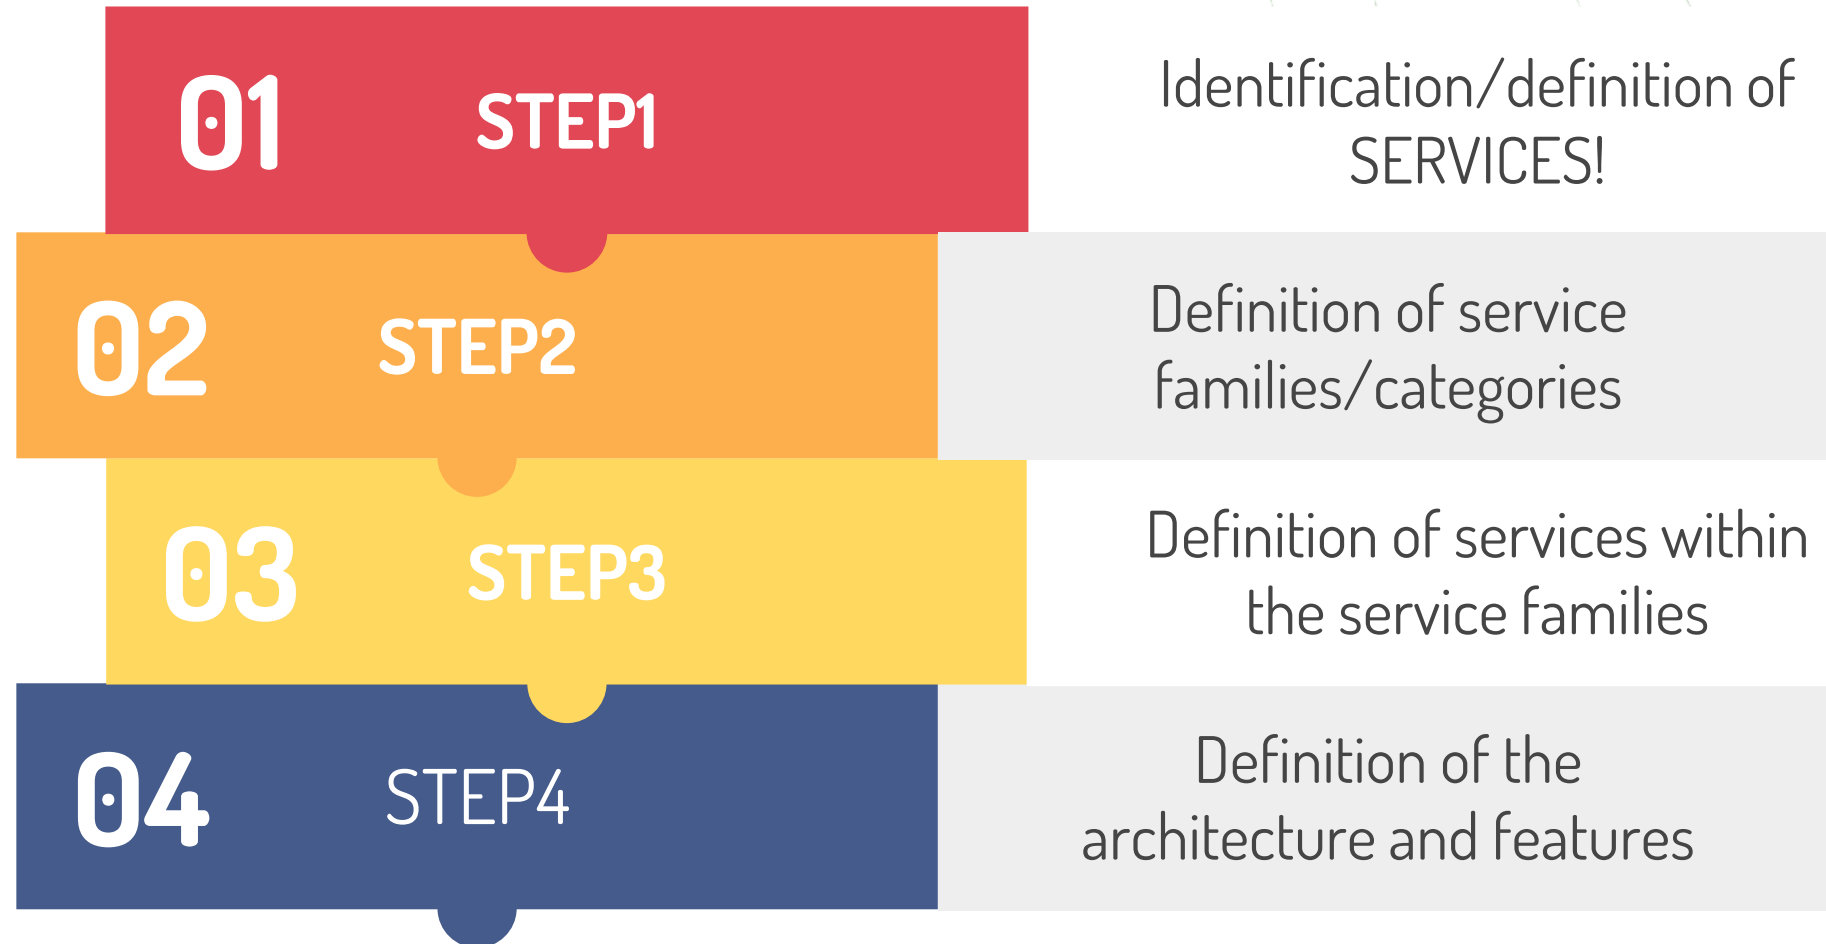 01 STEP1
Identification/definition of
SERVICES!
02 STEP2
Definition of service
families/categories
03 STEP3
Definition of services within
the service families
04 STEP4
Definition of the
architecture and features